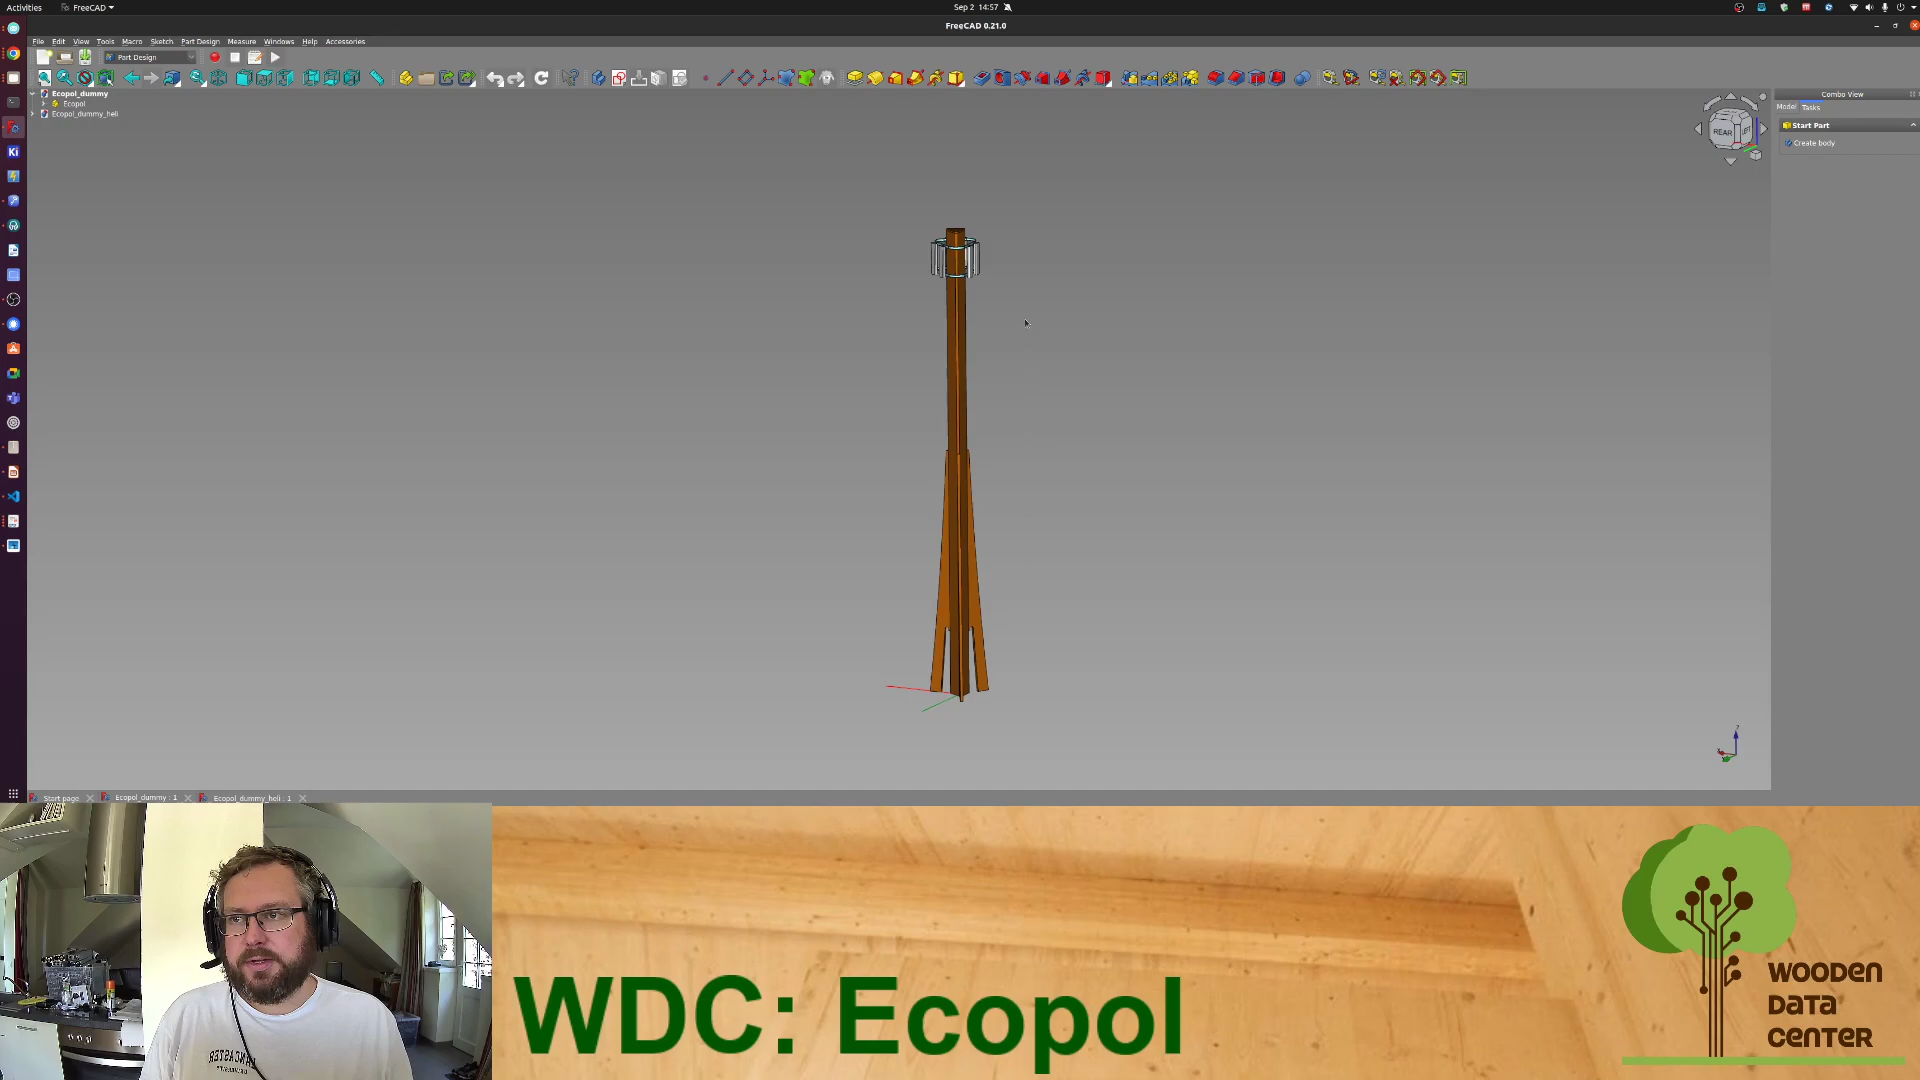 Activities
FreeCAD
Sep 2 14:57
FreeCAD 0.21.0
File Edit View Tools Macro Sketch Part Design Measure Windows Help Accessories
Part Design
Ecopol_dummy
Ecopol
Ecopol_dummy_heli
Combo View
Model Tasks
Start Part
Create body
REAR
LEFT
Ki
Z
Start page
Ecopol_dummy : 1
Ecopol_dummy_heli : 1
WDC: Ecopol
WOODEN
DATA
CENTER